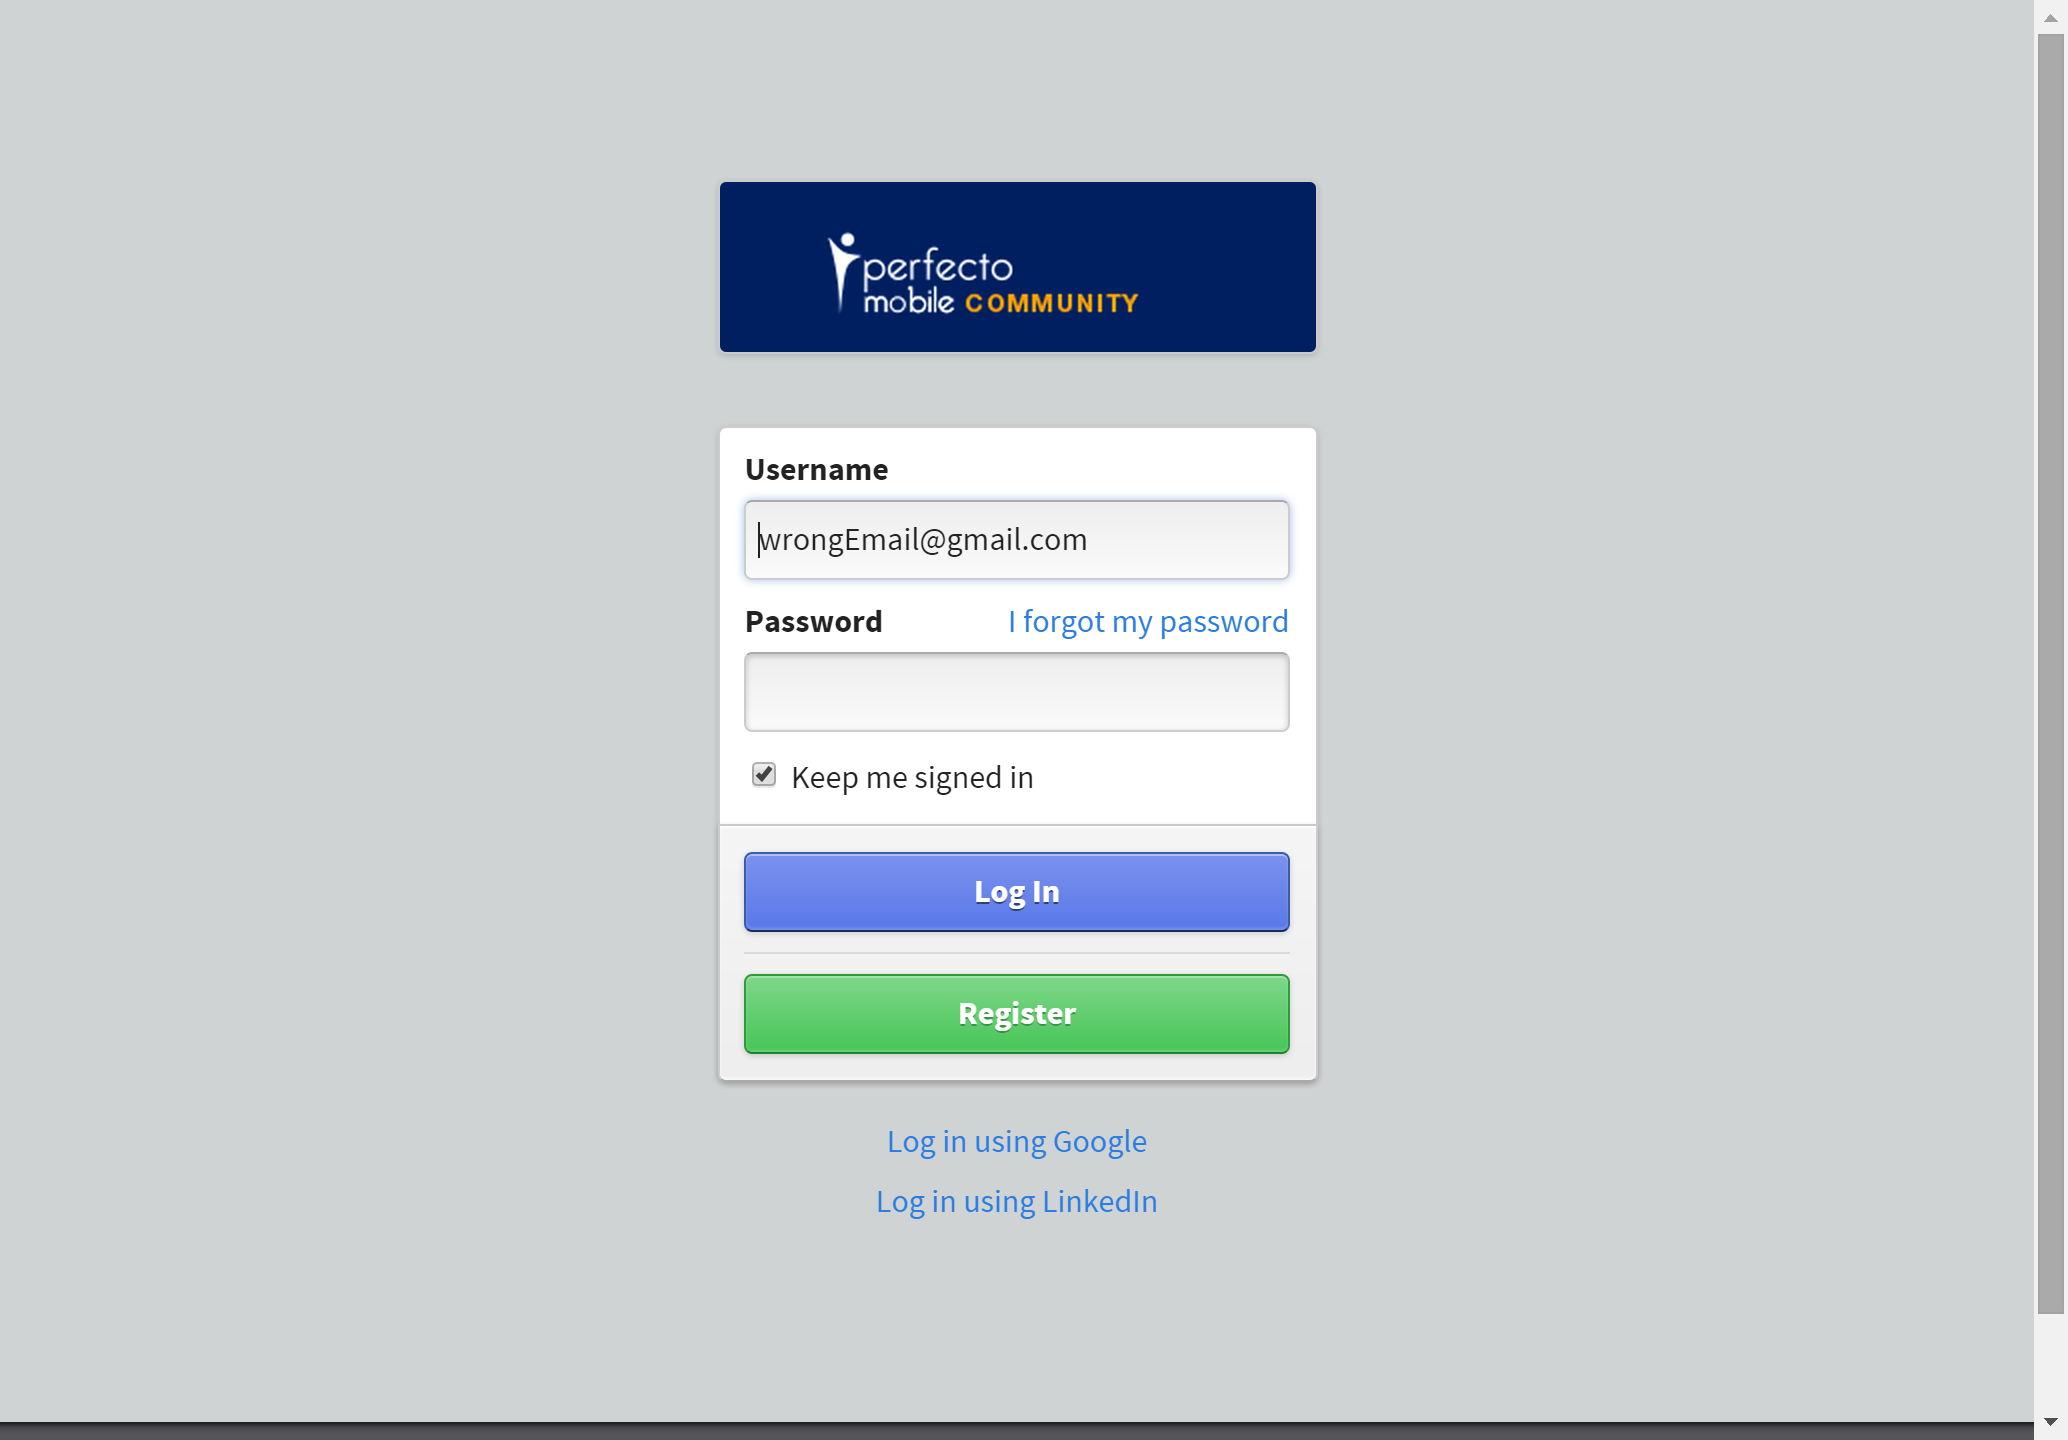 perfecto
mobile COMMUNITY
Username
wrongEmail@gmail.com
Password I forgot my password
Keep me signed in
Log In
Register
Log in using Google
Log in using LinkedIn